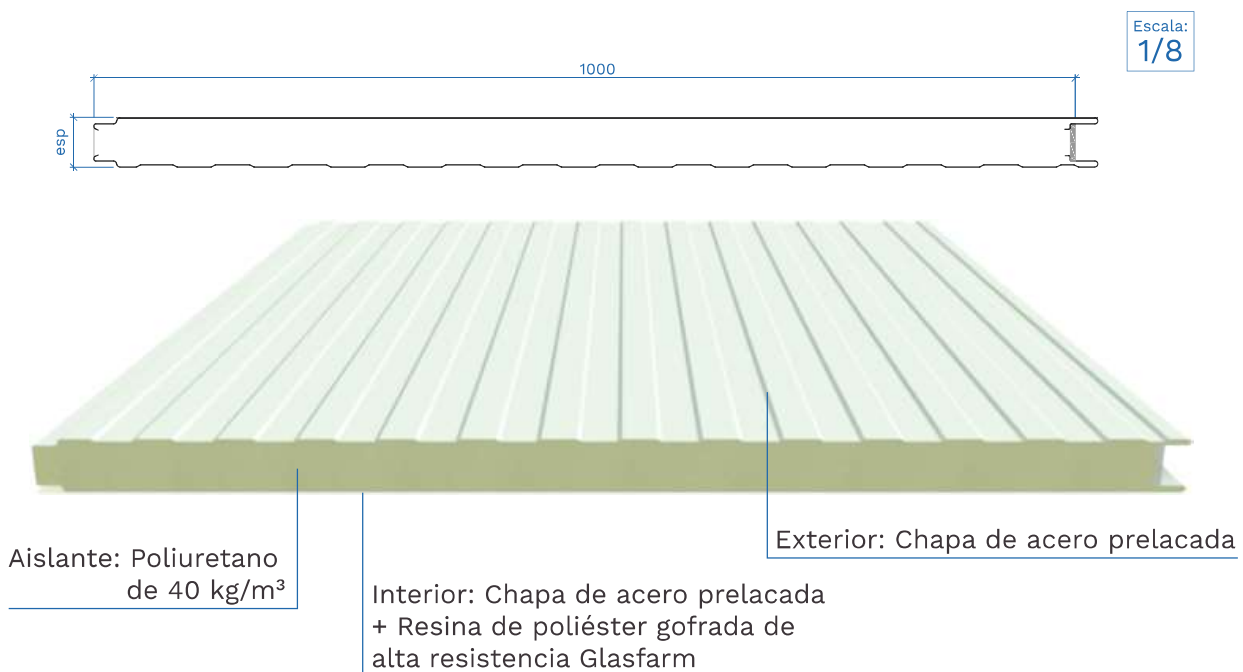 Escala:
1/8
1000
esp
Exterior: Chapa de acero prelacada
Aislante: Poliuretano
de 40 kg/m³
Interior: Chapa de acero prelacada
+ Resina de poliéster gofrada de
alta resistencia Glasfarm